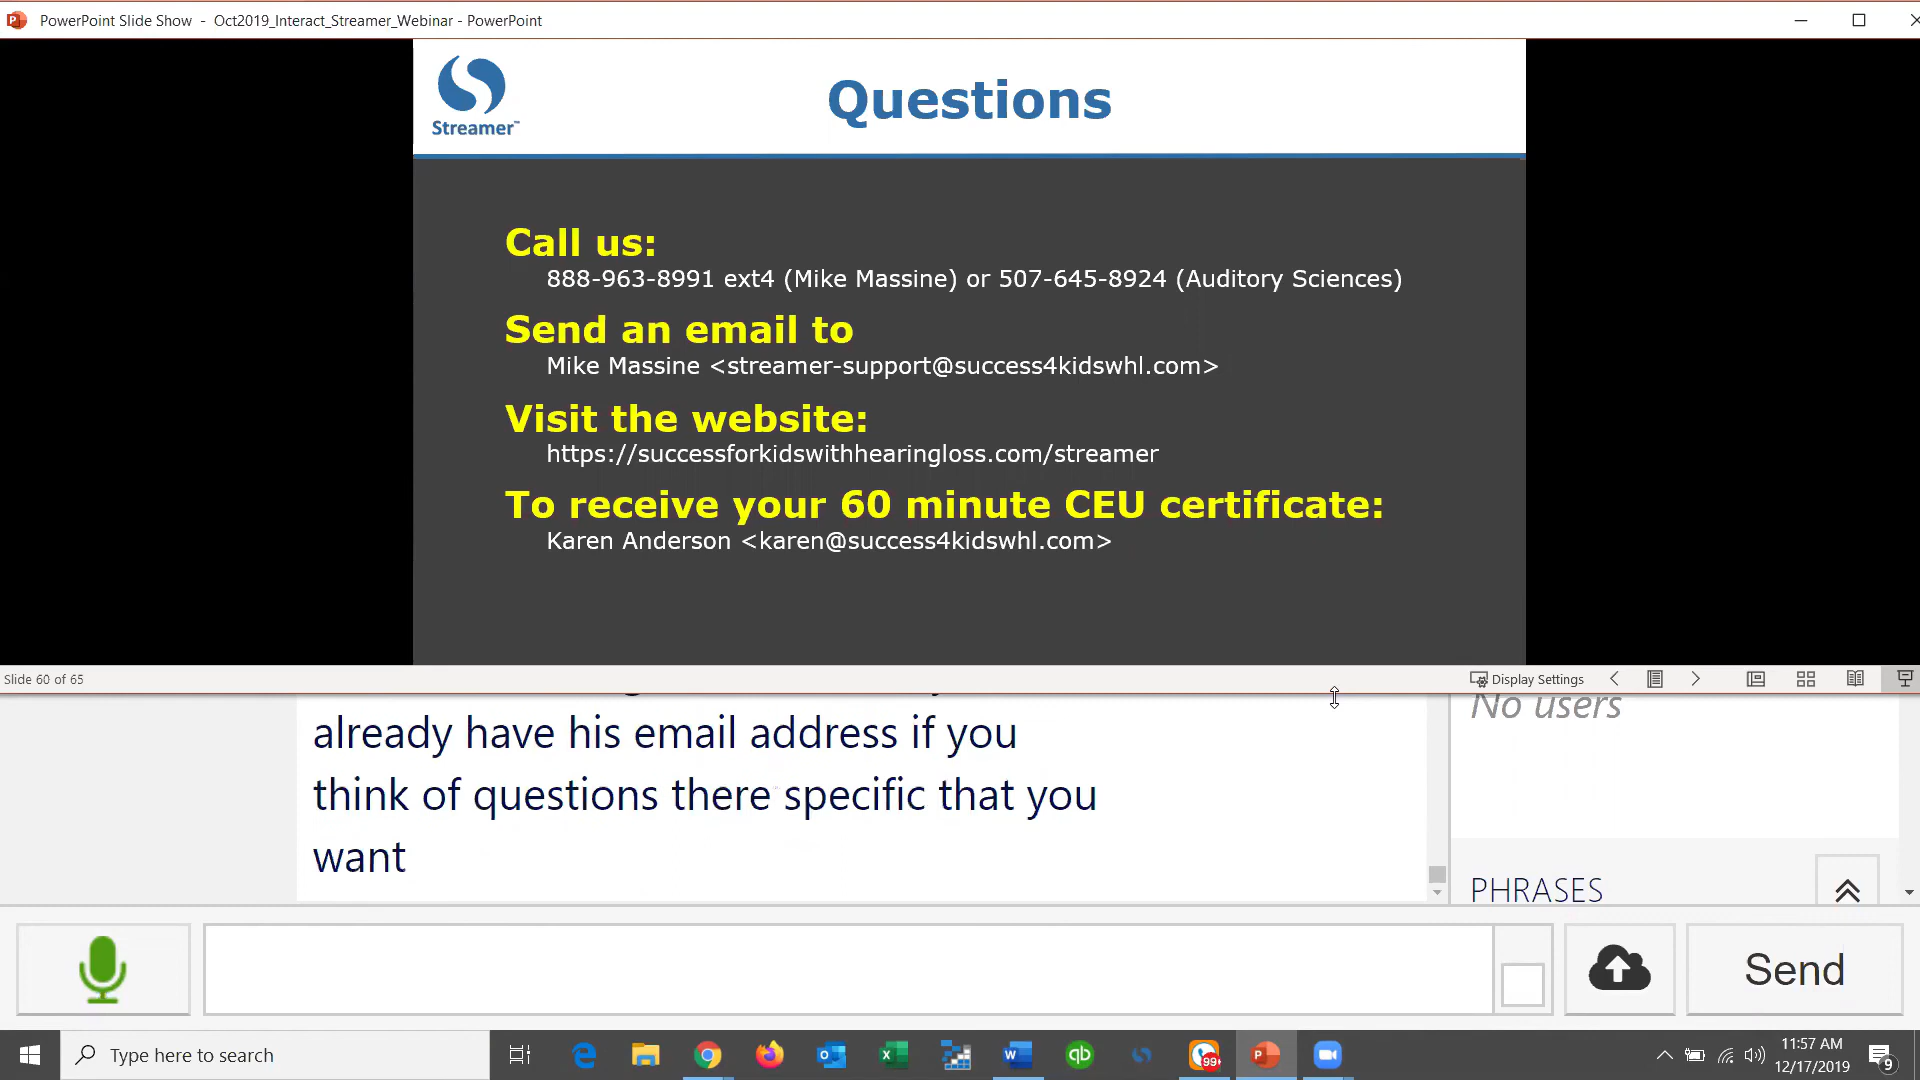 PowerPoint Slide Show - Oct2019_Interact_Streamer_Webinar - PowerPoint
Streamer™
Questions
Call us:
888-963-8991 ext4 (Mike Massine) or 507-645-8924 (Auditory Sciences)
Send an email to
Mike Massine <streamer-support@success4kidswhl.com>
Visit the website:
https://successforkidswithhearingloss.com/streamer
To receive your 60 minute CEU certificate:
Karen Anderson <karen@success4kidswhl.com>
Slide 60 of 65
Display Settings
already have his email address if you
think of questions there specific that you
want
No users
PHRASES
Send
Type here to search
99
11:57 AM
12/17/2019
9